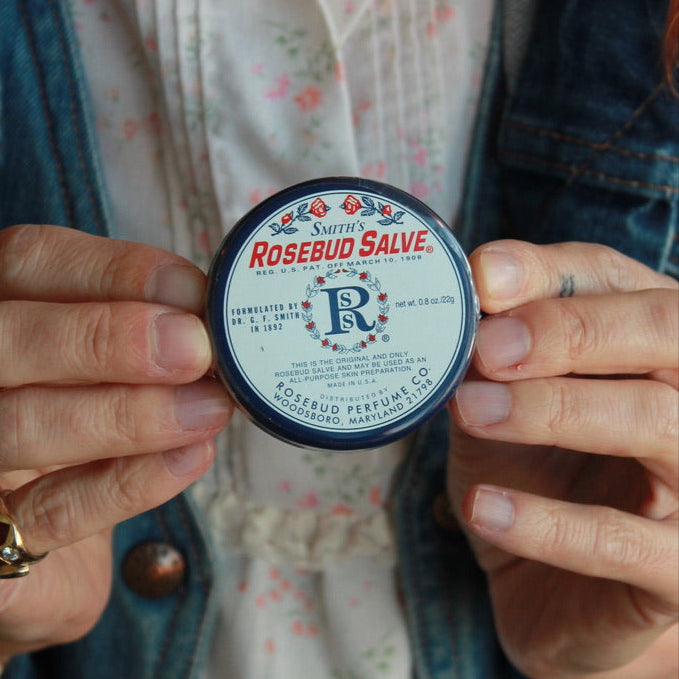 SMITH'S
ROSEBUD SALVE®
REG. U.S. PAT. OFF MARCH 10, 1908
FORMULATED BY
DR. G. F. SMITH
IN 1892
RSS
®
net wt. 0.8 oz./22g
THIS IS THE ORIGINAL AND ONLY
ROSEBUD SALVE AND MAY BE USED AS AN
ALL-PURPOSE SKIN PREPARATION
MADE IN U.S.A.
DISTRIBUTED BY
ROSEBUD PERFUME CO.
WOODSBORO, MARYLAND 21798